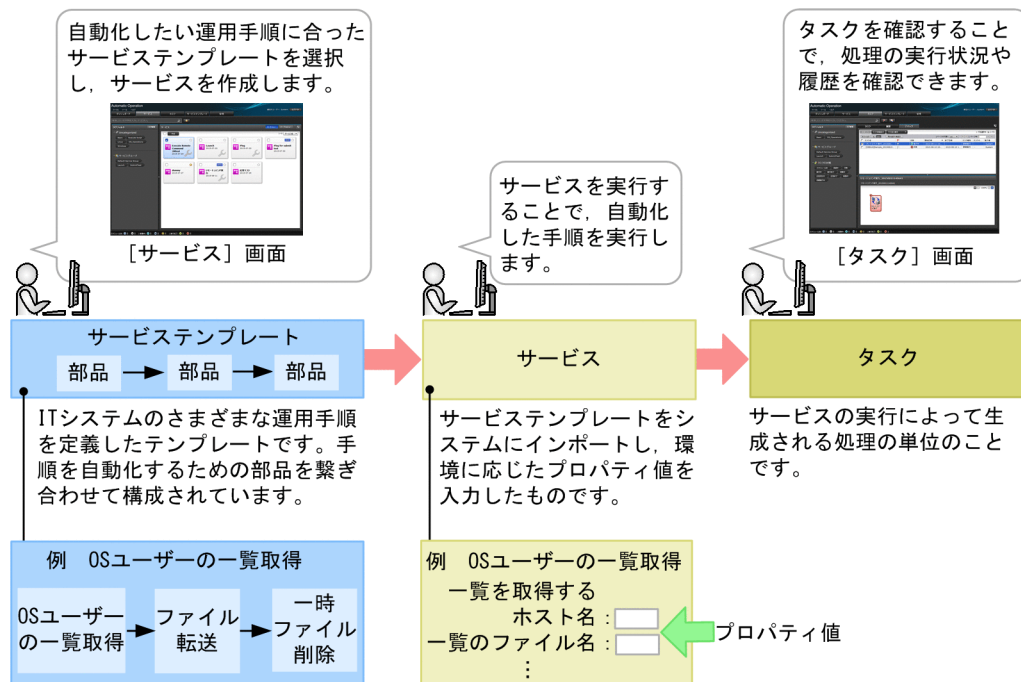 自動化したい運用手順に合った
サービステンプレートを選択
し，サービスを作成します。
[サービス] 画面
サービスを実行す
ることで，自動化
した手順を実行し
ます。
タスクを確認すること
で，処理の実行状況や
履歴を確認できます。
[タスク] 画面
サービステンプレート
部品
部品
部品
サービス
タスク
ITシステムのさまざまな運用手順
を定義したテンプレートです。手
順を自動化するための部品を繋ぎ
合わせて構成されています。
サービステンプレートをシ
ステムにインポートし，環
境に応じたプロパティ値を
入力したものです。
サービスの実行によって生
成される処理の単位のこと
です。
例　OSユーザーの一覧取得
OSユーザー
の一覧取得
ファイル
転送
一時
ファイル
削除
例　OSユーザーの一覧取得
一覧を取得する
ホスト名：
一覧のファイル名：
⋮
プロパティ値